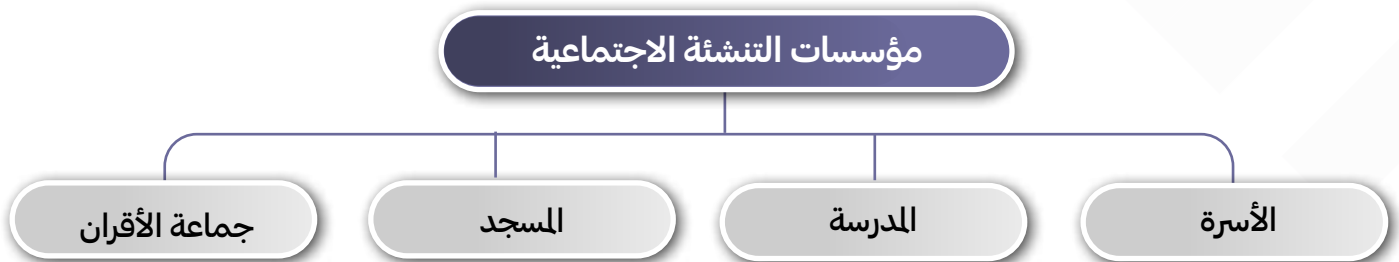 مؤسسات التنشئة الاجتماعية
الأسرة
المدرسة
المسجد
جماعة الأقران